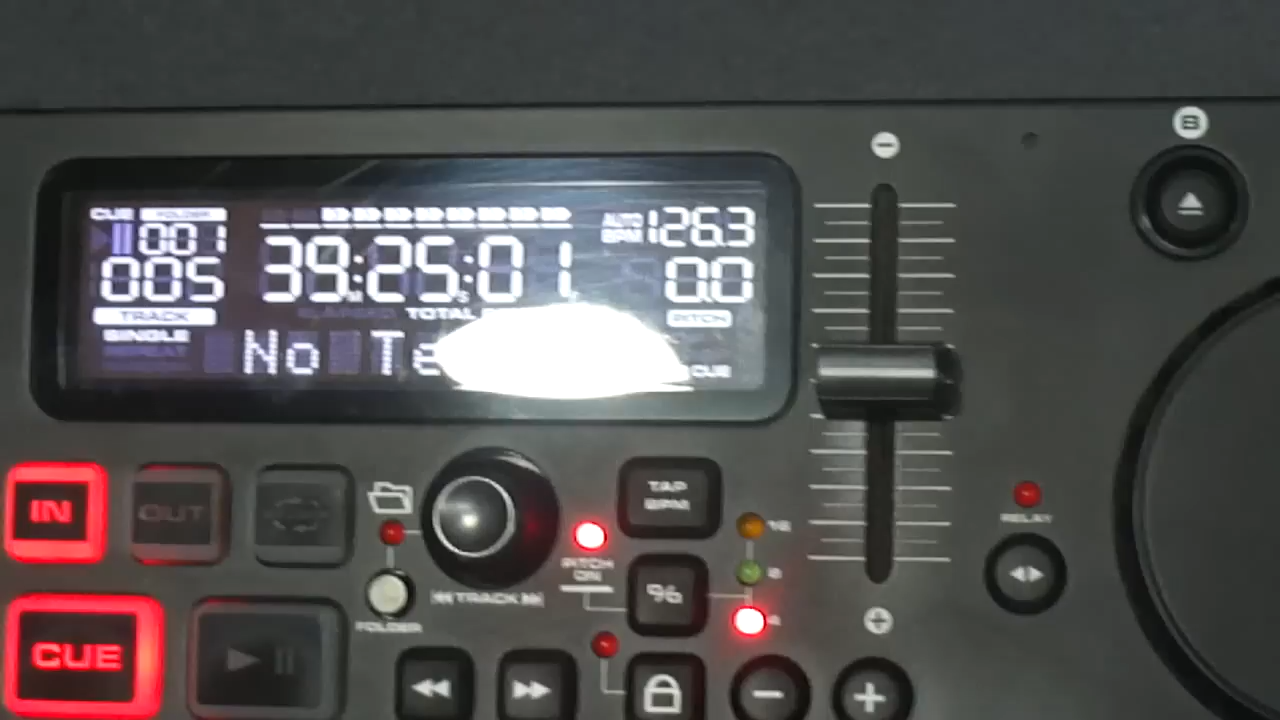 B
CUE FOLDER
001
AUTO BPM 126.3
39:25:01
M S
005
0.0
TRACK
TOTAL
PITCH
SINGLE
REPEAT
No Te
CUE
IN
OUT
TAP
BPM
RELAY
PITCH
ON
16
8
4
%
TRACK
FOLDER
CUE